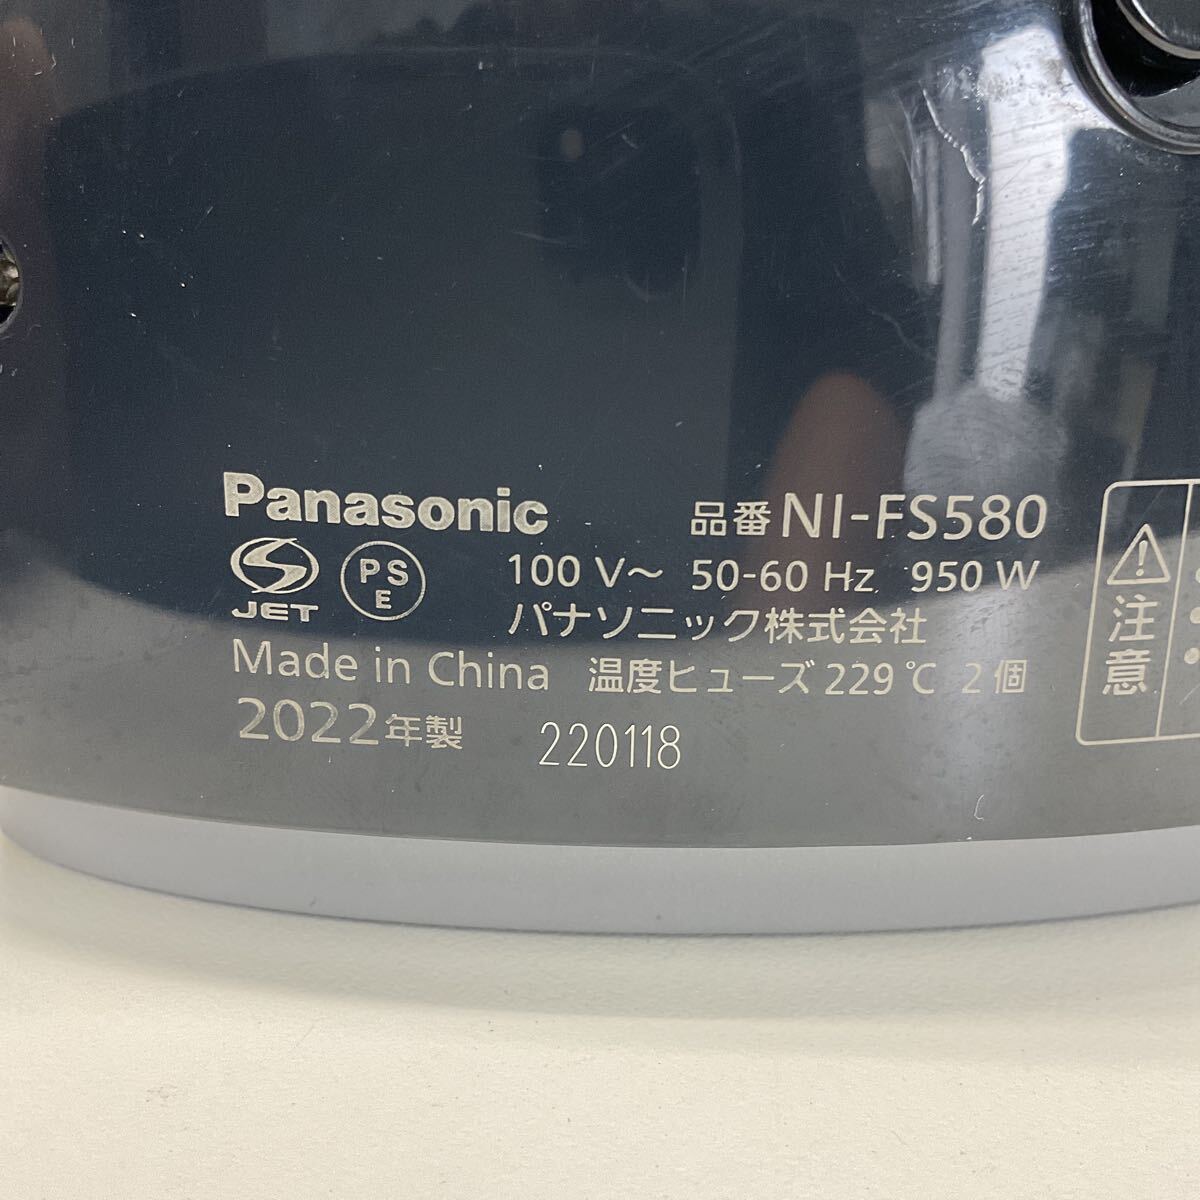 Panasonic 品番 NI-FS580
JET PSE 100 V～ 50-60 Hz 950 W
パナソニック株式会社
Made in China 温度ヒューズ 229℃ 2個
2022年製 220118
注意